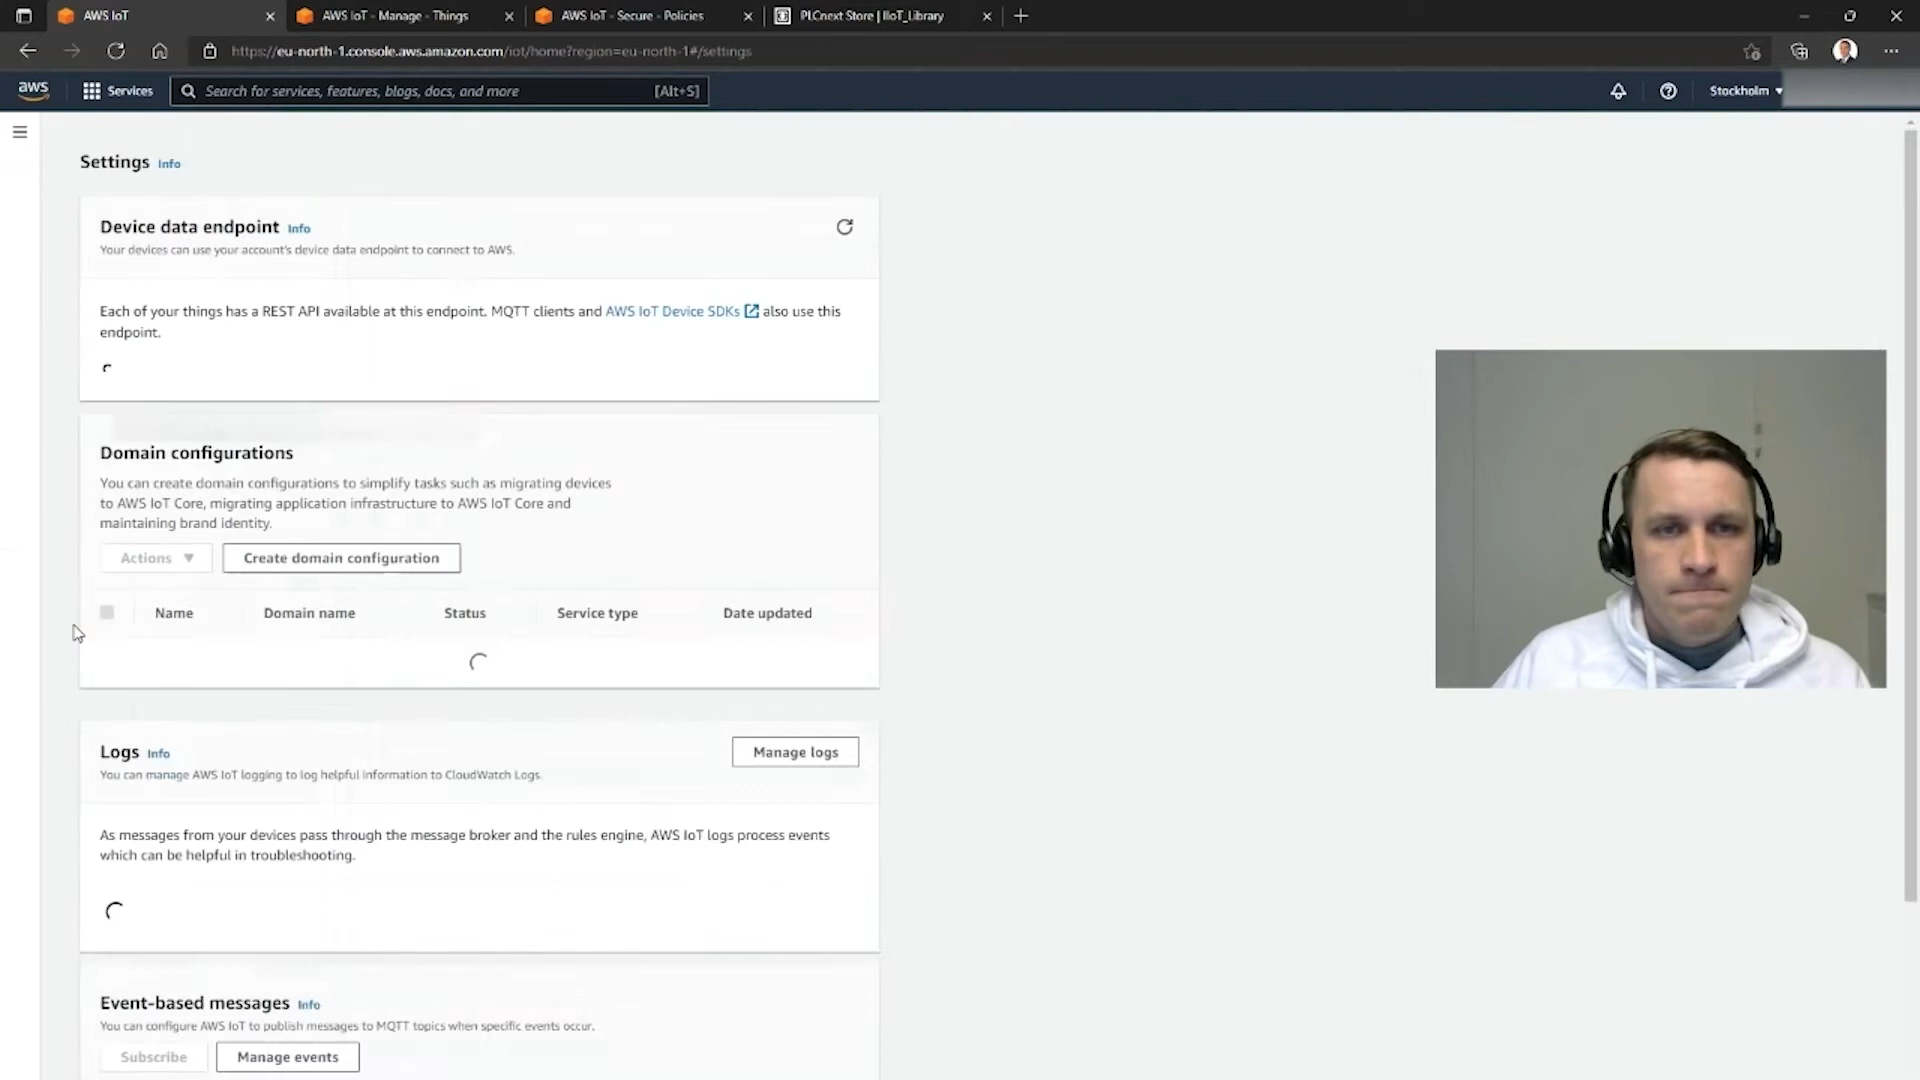 AWS IoT
AWS IoT - Manage - Things
AWS IoT - Secure - Policies
PLCnext Store | IIoT_Library
https://eu-north-1.console.aws.amazon.com/iot/home?region=eu-north-1#/settings
aws
Services
Search for services, features, blogs, docs, and more
[Alt+S]
Stockholm
Settings Info
Device data endpoint Info
Your devices can use your account's device data endpoint to connect to AWS.
Each of your things has a REST API available at this endpoint. MQTT clients and AWS IoT Device SDKs also use this
endpoint.
Domain configurations
You can create domain configurations to simplify tasks such as migrating devices
to AWS IoT Core, migrating application infrastructure to AWS IoT Core and
maintaining brand identity.
Actions
Create domain configuration
Name Domain name Status Service type Date updated
Logs Info
Manage logs
You can manage AWS IoT logging to log helpful information to CloudWatch Logs.
As messages from your devices pass through the message broker and the rules engine, AWS IoT logs process events
which can be helpful in troubleshooting.
Event-based messages Info
You can configure AWS IoT to publish messages to MQTT topics when specific events occur.
Subscribe
Manage events